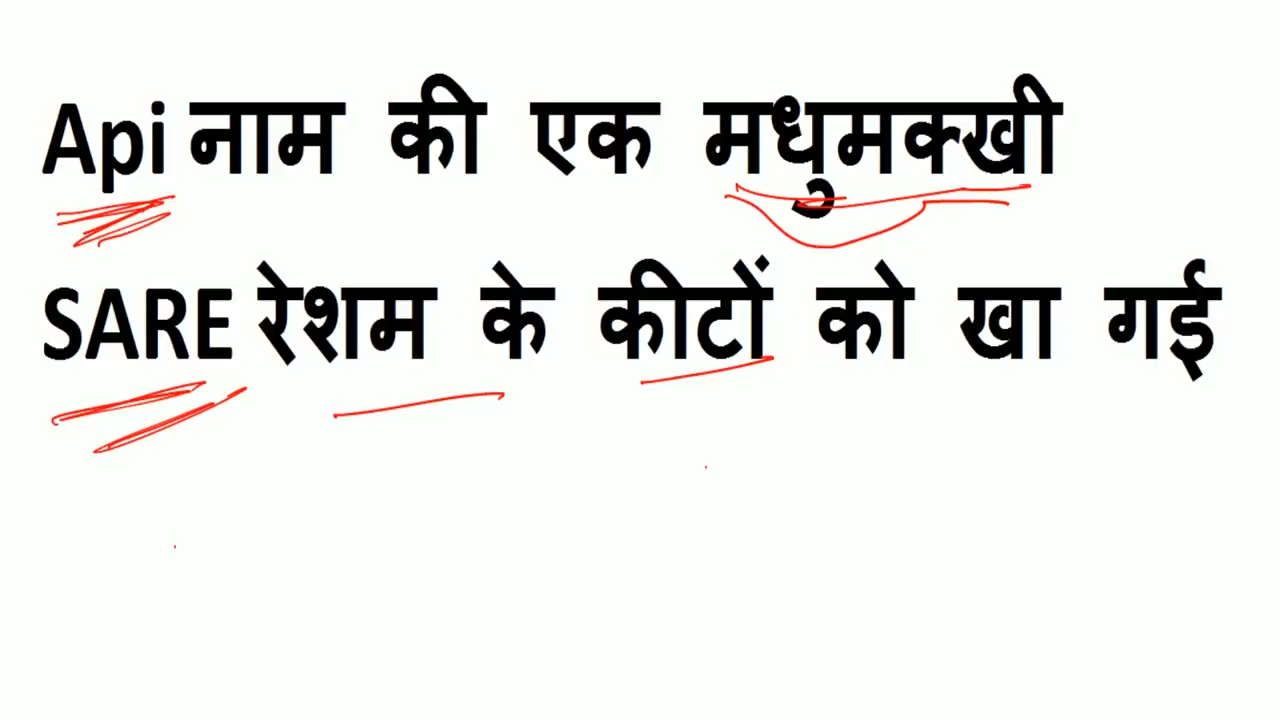 Api नाम की एक मधुमक्खी
SARE रेशम के कीटों को खा गई